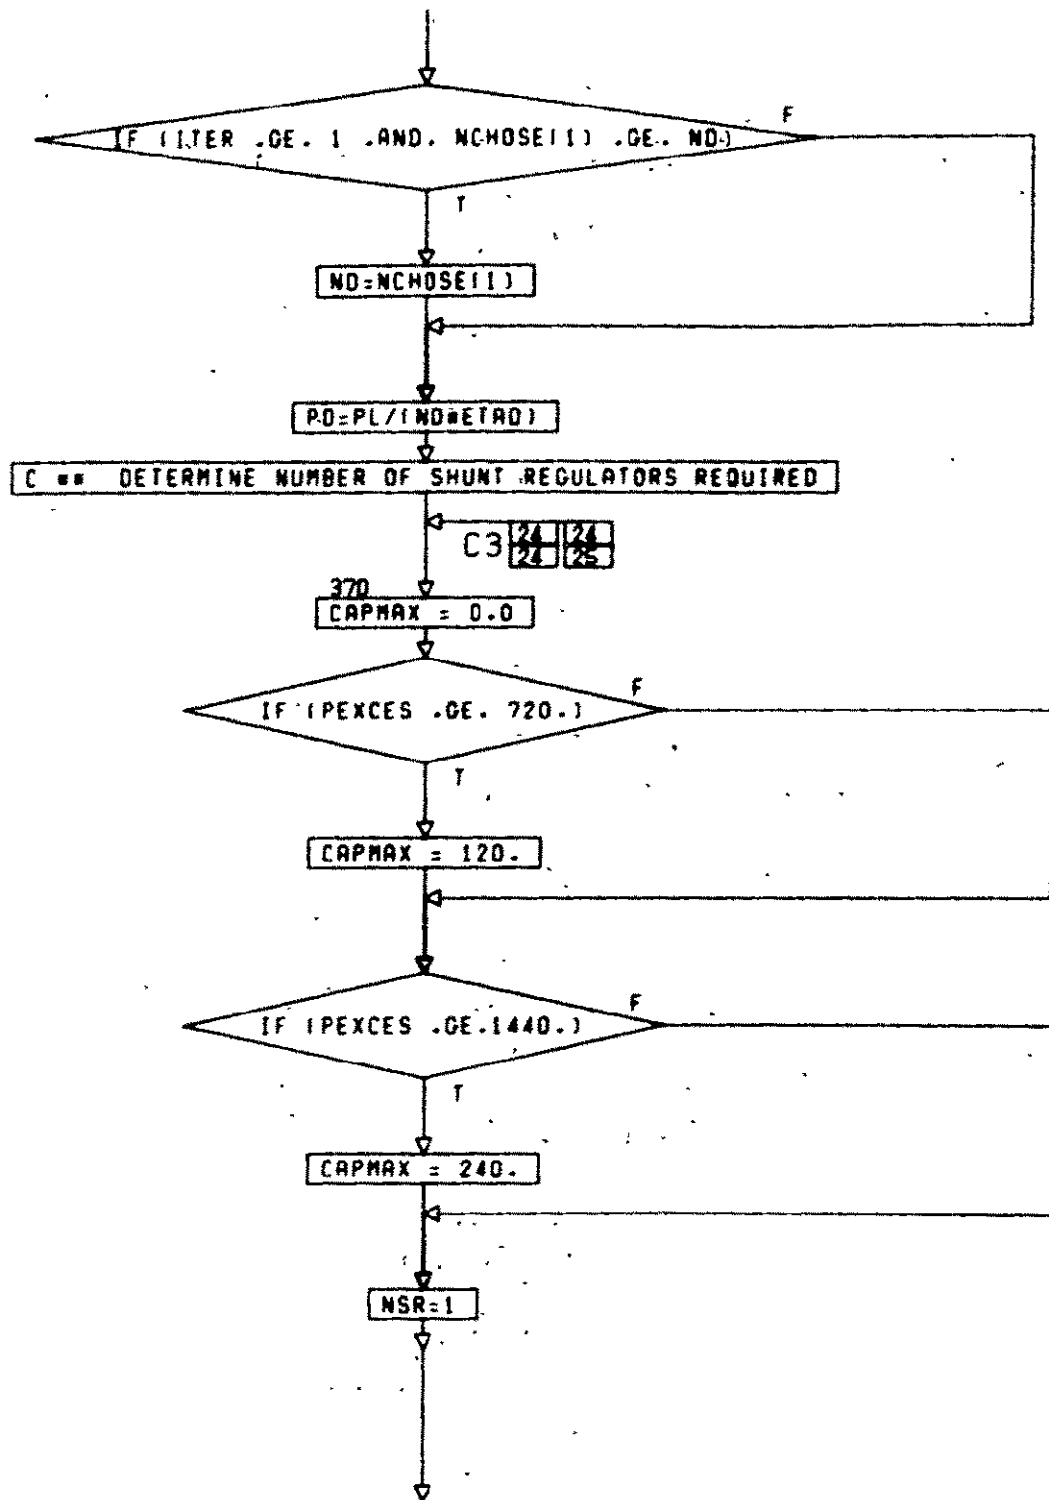 F
IF (ITER .GE. 1 .AND. NCHOSE(1) .GE. ND)
T
ND=NCHOSE(1)
PD=PL/(ND*ETAD)
C ** DETERMINE NUMBER OF SHUNT REGULATORS REQUIRED
C3 24 24
24 25
370
CAPMAX = 0.0
F
IF (PEXCES .GE. 720.)
T
CAPMAX = 120.
F
IF (PEXCES .GE.1440.)
T
CAPMAX = 240.
NSR=1